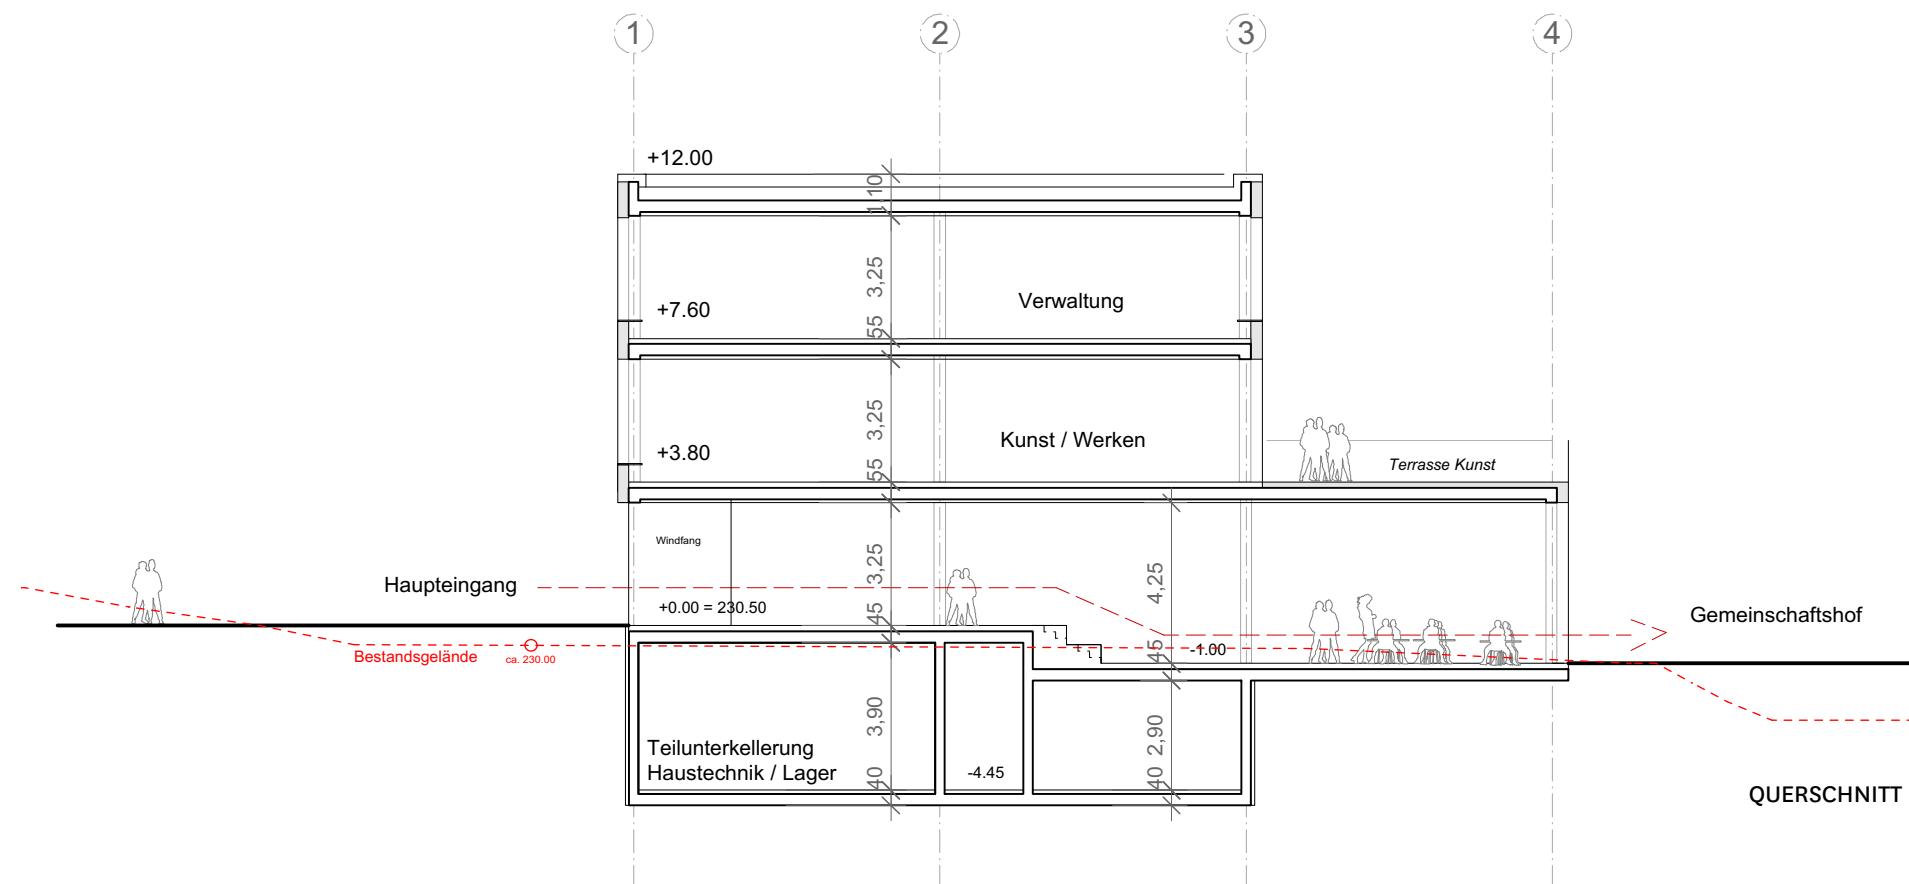 1
2
3
4
+12.00
1,10
3,25
+7.60
Verwaltung
55
3,25
Kunst / Werken
+3.80
Terrasse Kunst
55
Windfang
3,25
4,25
Haupteingang
+0.00 = 230.50
45
Gemeinschaftshof
Bestandsgelände
ca. 230.00
-1.00
45
3,90
2,90
Teilunterkellerung
Haustechnik / Lager
-4.45
40
40
QUERSCHNITT